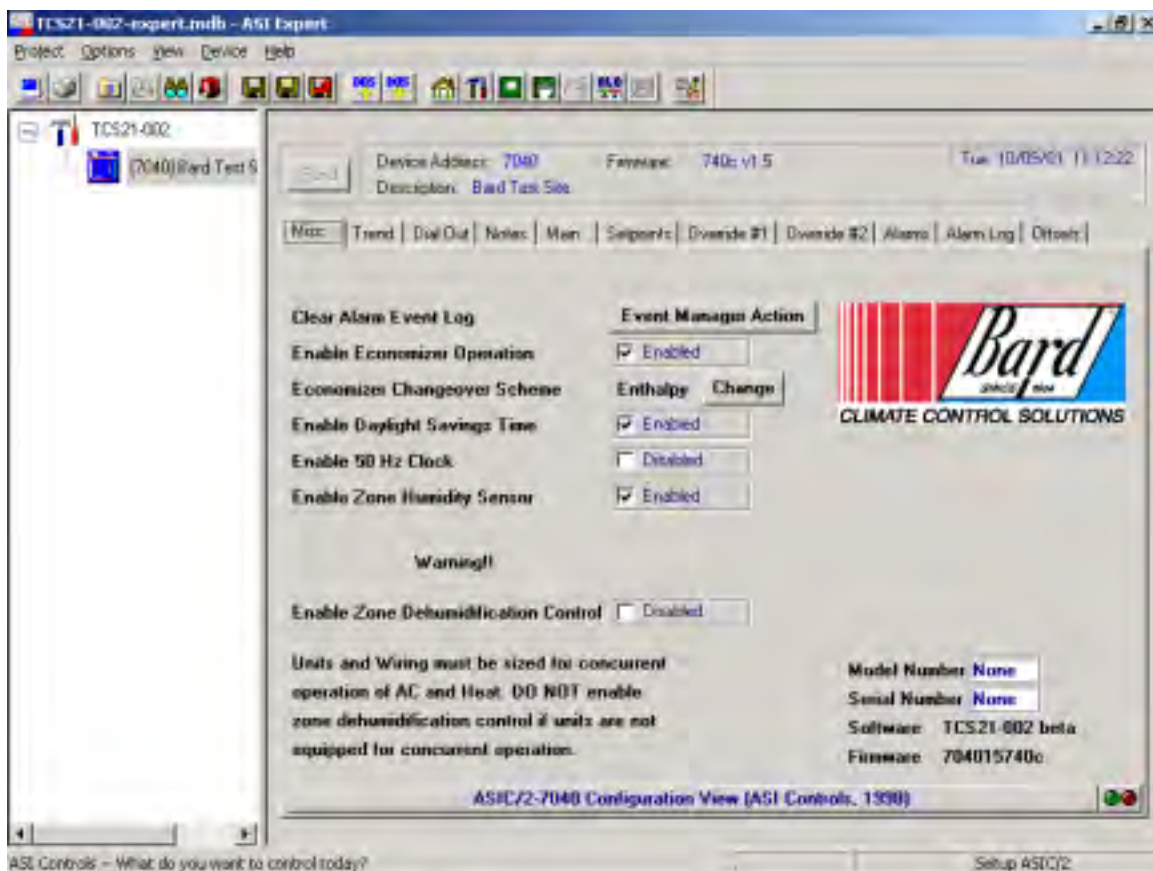 TCS21-002-expert.mdb - ASI Expert
Project Options View Device Help
TCS21-002
(7040)Bard Test S
Device Address: 7040 Firmware: 740c v1.5 Tue 10/05/01 11:12:22
Description: Bard Test Site
Misc Trend Dial Out Notes Main Setpoints Override #1 Override #2 Alarms Alarm Log Offsets
Clear Alarm Event Log Event Manager Action
Enable Economizer Operation Enabled
Economizer Changeover Scheme Enthalpy Change
Enable Daylight Savings Time Enabled
Enable 50 Hz Clock Disabled
Enable Zone Humidity Sensor Enabled
Bard
SINCE 1914
CLIMATE CONTROL SOLUTIONS
Warning!!
Enable Zone Dehumidification Control Disabled
Units and Wiring must be sized for concurrent
operation of AC and Heat. DO NOT enable
zone dehumidification control if units are not
equipped for concurrent operation.
Model Number None
Serial Number None
Software TCS21-002 beta
Firmware 704015740c
ASIC/2-7040 Configuration View (ASI Controls, 1998)
ASI Controls -- What do you want to control today?
Setup ASIC/2